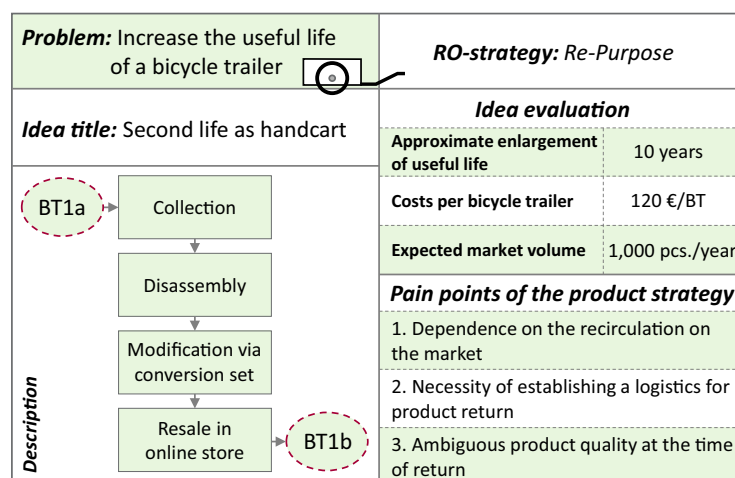 Problem: Increase the useful life
of a bicycle trailer
RO-strategy: Re-Purpose
Idea title: Second life as handcart
Idea evaluation
Approximate enlargement
of useful life
10 years
Costs per bicycle trailer
120 €/BT
Expected market volume
1,000 pcs./year
BT1a
Collection
Disassembly
Modification via
conversion set
Resale in
online store
BT1b
Description
Pain points of the product strategy
1. Dependence on the recirculation on
the market
2. Necessity of establishing a logistics for
product return
3. Ambiguous product quality at the time
of return